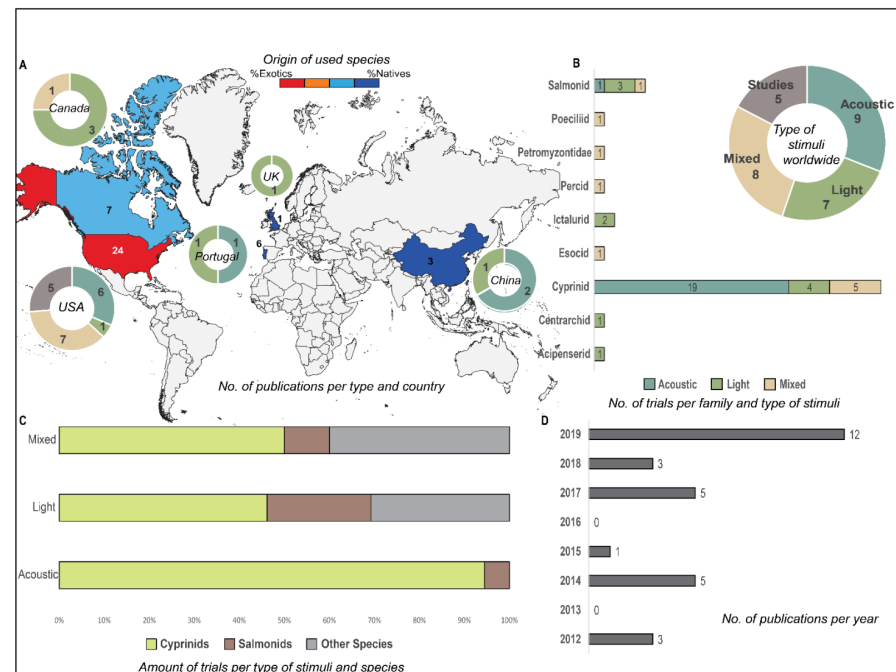 A
Origin of used species
%Exotics
%Natives
1
Canada
3
7
24
UK
1
1
6
1
1
Portugal
3
1
China
2
5
6
USA
1
7
No. of publications per type and country
B
Salmonid
1
3
1
Poeciliid
1
Petromyzontidae
1
Percid
1
Ictalurid
2
Esocid
1
Cyprinid
19
4
5
Centrarchid
1
Acipenserid
1
Acoustic
Light
Mixed
No. of trials per family and type of stimuli
Studies
5
Acoustic
9
Type of
stimuli
worldwide
Mixed
8
Light
7
C
Mixed
Light
Acoustic
0%
10%
20%
30%
40%
50%
60%
70%
80%
90%
100%
Cyprinids
Salmonids
Other Species
Amount of trials per type of stimuli and species
D
2019
12
2018
3
2017
5
2016
0
2015
1
2014
5
2013
0
2012
3
No. of publications per year